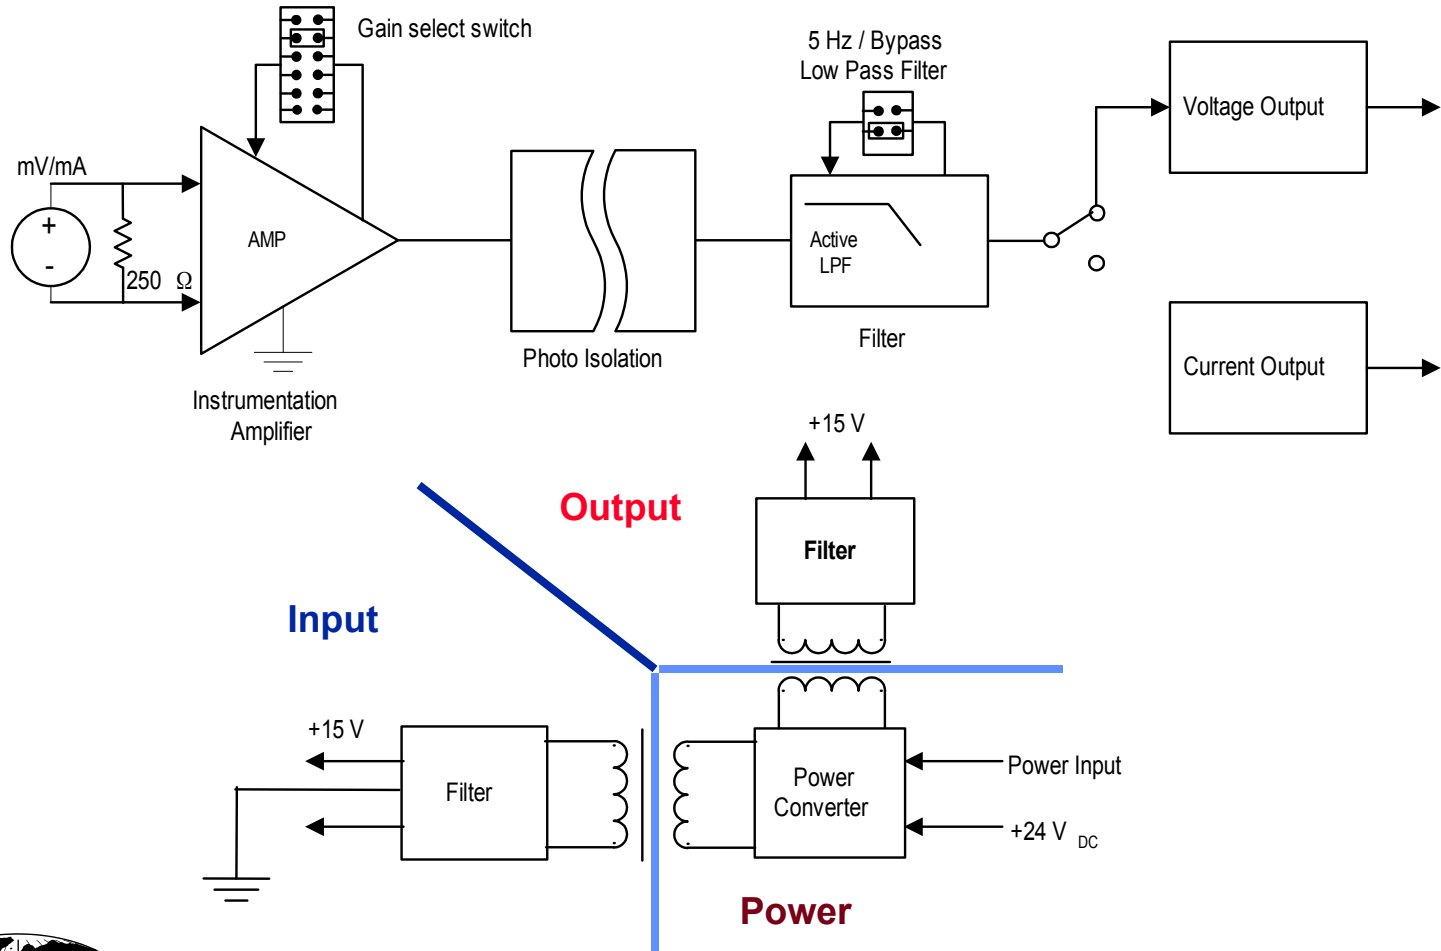 Gain select switch
5 Hz / Bypass
Low Pass Filter
Voltage Output
mV/mA
+
-
250 Ω
AMP
Active
LPF
Filter
Photo Isolation
Current Output
Instrumentation
Amplifier
+15 V
Output
Filter
Input
+15 V
Filter
Power
Converter
Power Input
+24 V DC
Power